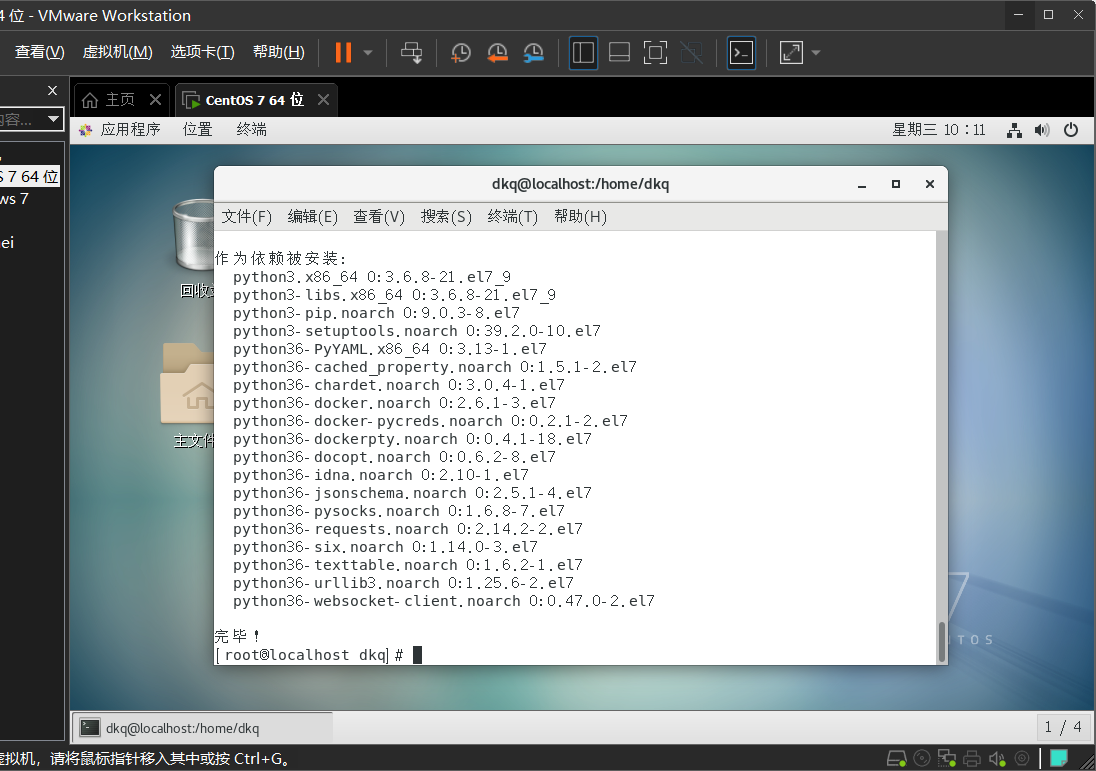 4 位 - VMware Workstation
查看(V) 虚拟机(M) 选项卡(T) 帮助(H)
主页 CentOS 7 64 位
内容...
应用程序 位置 终端 星期三 10：11
S 7 64 位
ws 7
ei
dkq@localhost:/home/dkq
文件(F) 编辑(E) 查看(V) 搜索(S) 终端(T) 帮助(H)
回收
主文件
作为依赖被安装:
python3.x86_64 0:3.6.8-21.el7_9
python3-libs.x86_64 0:3.6.8-21.el7_9
python3-pip.noarch 0:9.0.3-8.el7
python3-setuptools.noarch 0:39.2.0-10.el7
python36-PyYAML.x86_64 0:3.13-1.el7
python36-cached_property.noarch 0:1.5.1-2.el7
python36-chardet.noarch 0:3.0.4-1.el7
python36-docker.noarch 0:2.6.1-3.el7
python36-docker-pycreds.noarch 0:0.2.1-2.el7
python36-dockerpty.noarch 0:0.4.1-18.el7
python36-docopt.noarch 0:0.6.2-8.el7
python36-idna.noarch 0:2.10-1.el7
python36-jsonschema.noarch 0:2.5.1-4.el7
python36-pysocks.noarch 0:1.6.8-7.el7
python36-requests.noarch 0:2.14.2-2.el7
python36-six.noarch 0:1.14.0-3.el7
python36-texttable.noarch 0:1.6.2-1.el7
python36-urllib3.noarch 0:1.25.6-2.el7
python36-websocket-client.noarch 0:0.47.0-2.el7
完毕！
[root@localhost dkq]#
7
NTOS
dkq@localhost:/home/dkq
1 / 4
虚拟机，请将鼠标指针移入其中或按 Ctrl+G。